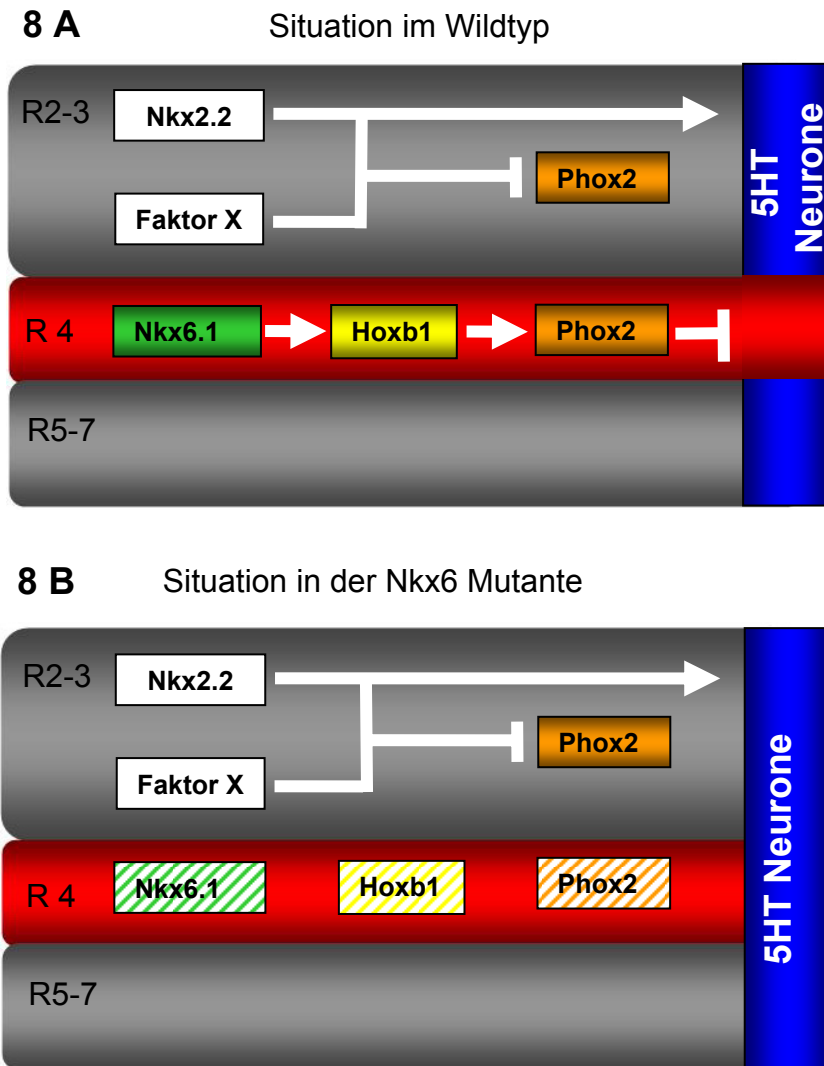 8 A Situation im Wildtyp
R2-3 Nkx2.2
Phox2
Faktor X
5HT
Neurone
R 4 Nkx6.1 Hoxb1 Phox2
R5-7
8 B Situation in der Nkx6 Mutante
R2-3 Nkx2.2
Phox2
Faktor X
R 4 Nkx6.1 Hoxb1 Phox2
5HT Neurone
R5-7